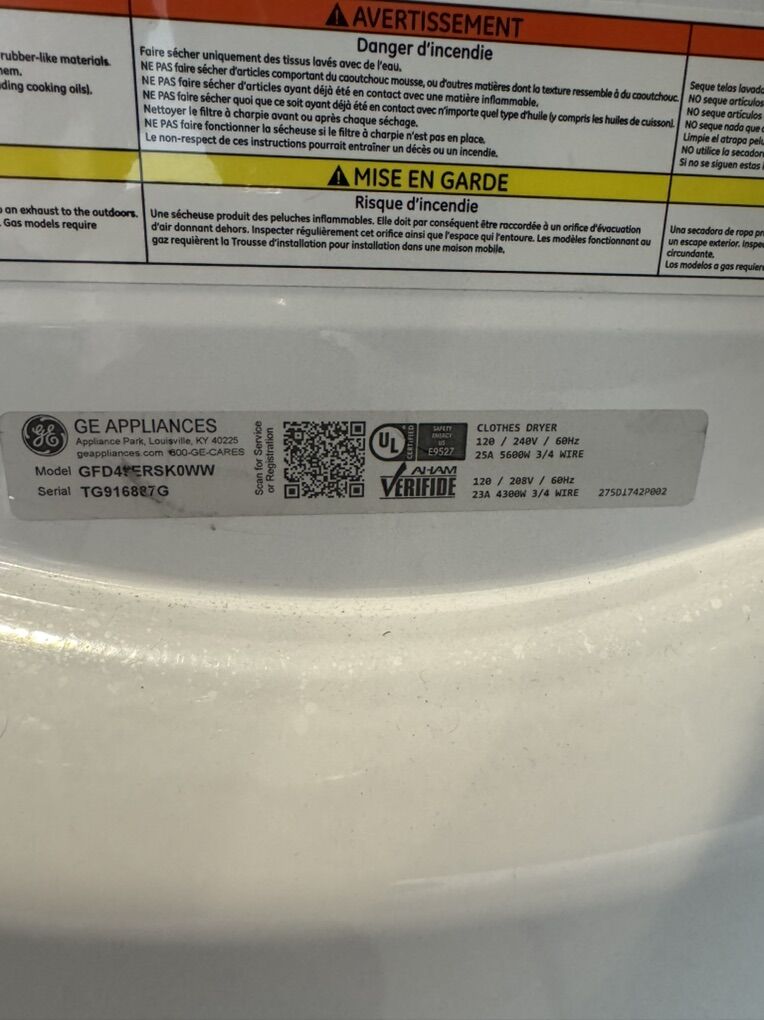 AVERTISSEMENT
Danger d'incendie
rubber-like materials.
ding cooking oils).
Faire sécher uniquement des tissus lavés avec de l'eau.
NE PAS faire sécher d'articles comportant du caoutchouc mousse, ou d'autres matières dont la texture ressemble à du caoutchouc.
NE PAS faire sécher d'articles ayant déjà été en contact avec une matière inflammable.
NE PAS faire sécher quoi que ce soit ayant déjà été en contact avec n'importe quel type d'huile (y compris les huiles de cuisson).
Nettoyer le filtre à charpie avant ou après chaque séchage.
NE PAS faire fonctionner la sécheuse si le filtre à charpie n'est pas en place.
Le non-respect de ces instructions pourrait entraîner un décès ou un incendie.
Seque telas lavada
NO seque artículos
NO seque artículos
NO seque nada que
Limpie el atrapa pelu
NO utilice la secador
Si no se siguen estas
MISE EN GARDE
Risque d'incendie
o an exhaust to the outdoors.
Gas models require
Une sécheuse produit des peluches inflammables. Elle doit par conséquent être raccordée à un orifice d'évacuation
d'air donnant dehors. Inspecter régulièrement cet orifice ainsi que l'espace qui l'entoure. Les modèles fonctionnant au
gaz requièrent la Trousse d'installation pour installation dans une maison mobile.
Una secadora de ropa pr
un escape exterior. Inspe
circundante.
Los modelos a gas requier
GE APPLIANCES
Appliance Park, Louisville, KY 40225
geappliances.com 800-GE-CARES
Model
Serial TG916887G
Scan for Service
or Registration
UL CERTIFIED
SAFETY
ENERGY
US
E9527
AHAM
VERIFIDE
CLOTHES DRYER
120 / 240V / 60Hz
25A 5600W 3/4 WIRE
120 / 208V / 60Hz
23A 4300W 3/4 WIRE
275D1742P002